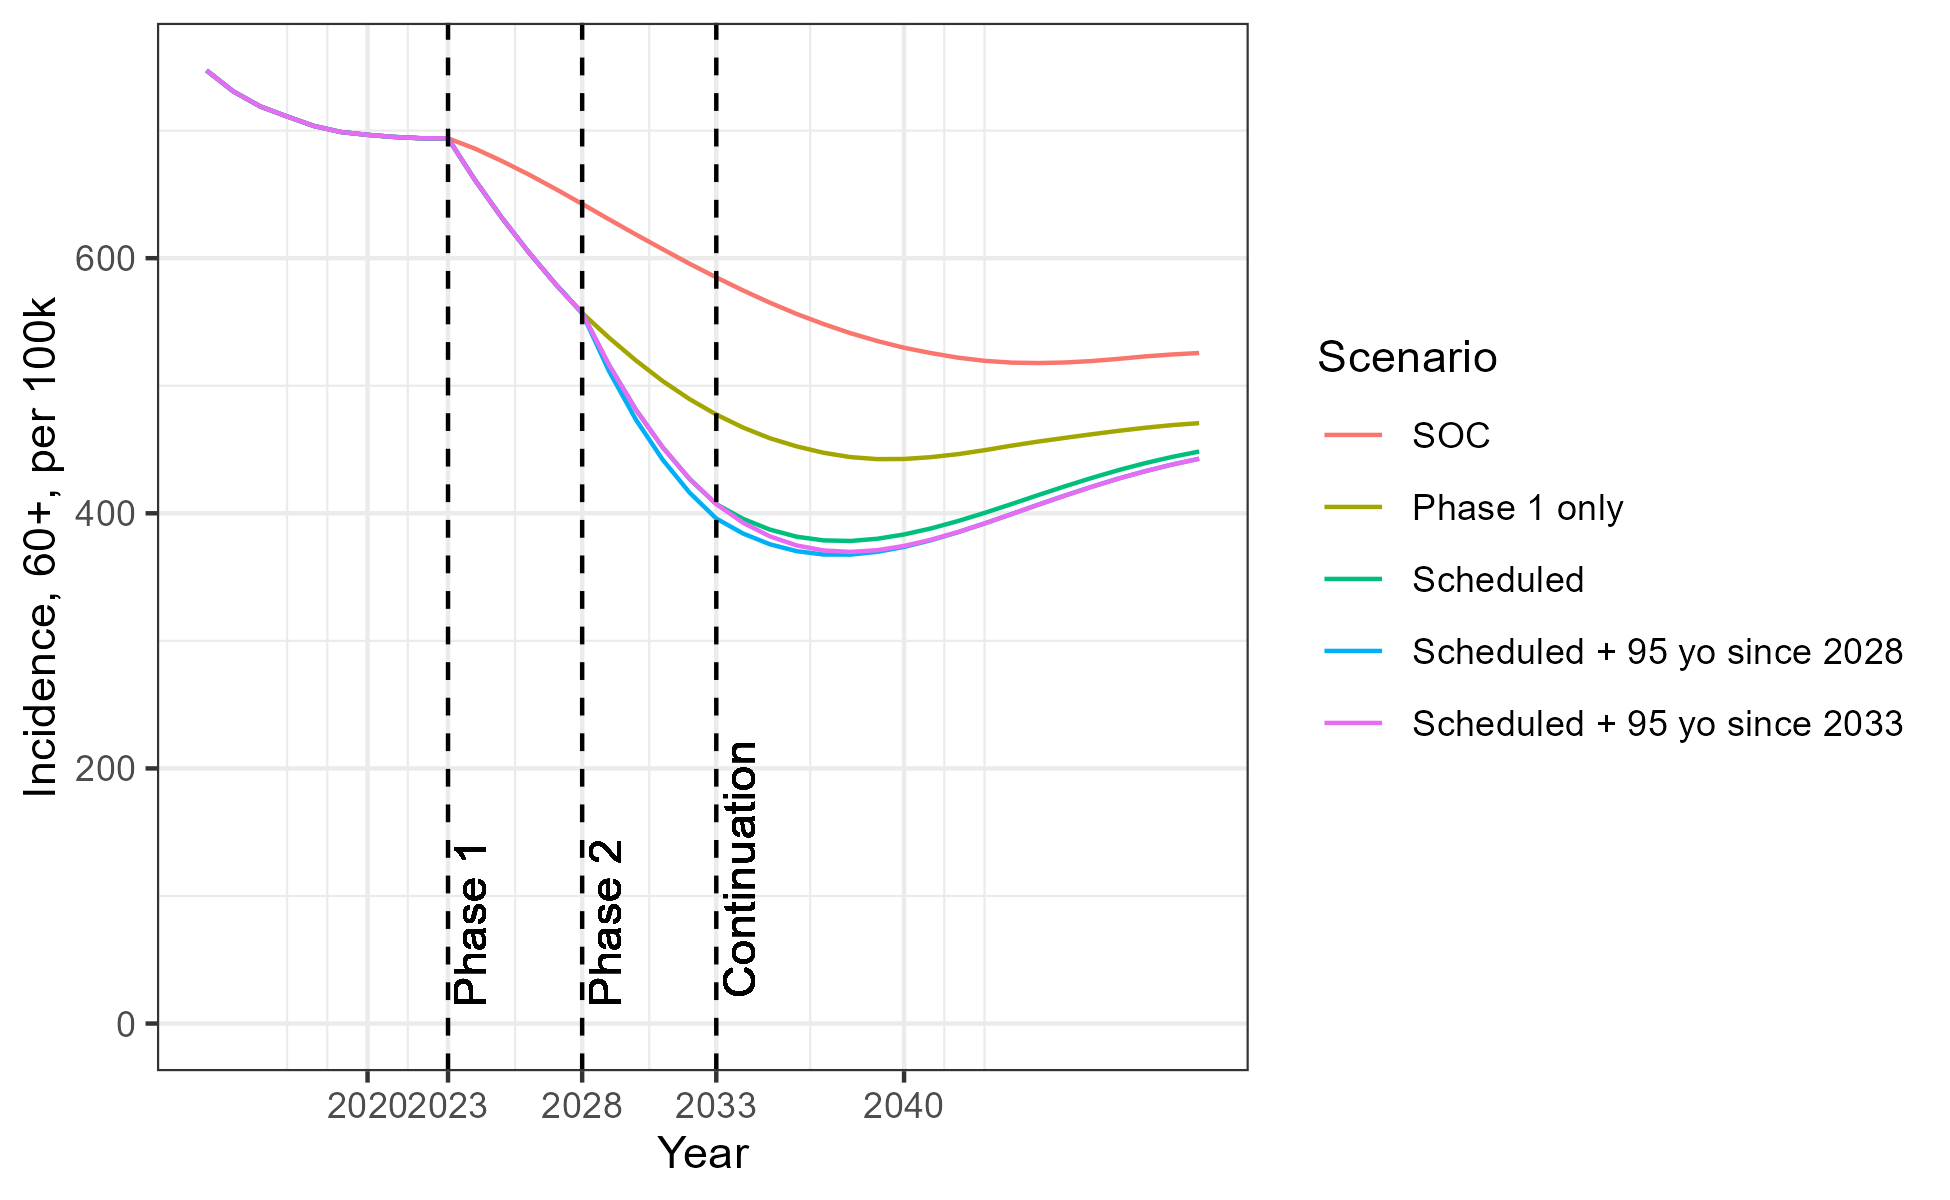 Incidence, 60+, per 100k
600
400
200
0
Phase 1
Phase 2
Continuation
2020
2023
2028
2033
2040
Year
Scenario
SOC
Phase 1 only
Scheduled
Scheduled + 95 yo since 2028
Scheduled + 95 yo since 2033